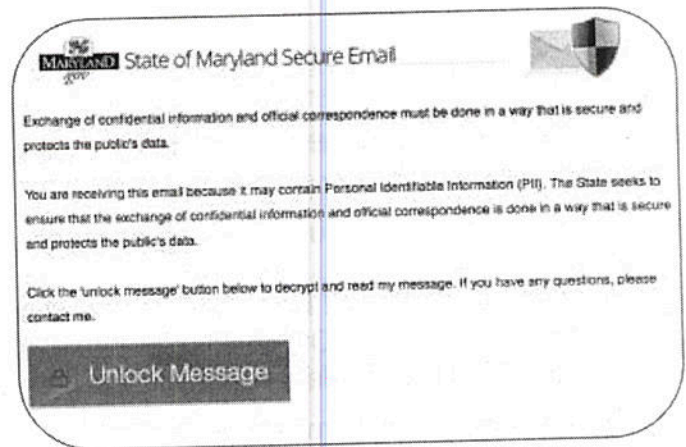 MARYLAND State of Maryland Secure Email
gov
Exchange of confidential information and official correspondence must be done in a way that is secure and
protects the public's data.
You are receiving this email because it may contain Personal Identifiable Information (PII). The State seeks to
ensure that the exchange of confidential information and official correspondence is done in a way that is secure
and protects the public's data.
Click the 'unlock message' button below to decrypt and read my message. If you have any questions, please
contact me.
Unlock Message